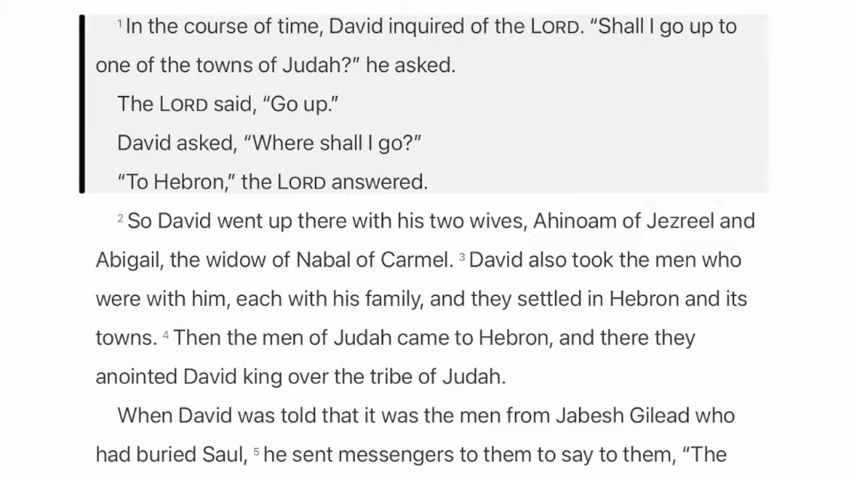 1 In the course of time, David inquired of the LORD. “Shall I go up to
one of the towns of Judah?” he asked.
The LORD said, “Go up.”
David asked, “Where shall I go?”
“To Hebron,” the LORD answered.
2 So David went up there with his two wives, Ahinoam of Jezreel and
Abigail, the widow of Nabal of Carmel. 3 David also took the men who
were with him, each with his family, and they settled in Hebron and its
towns. 4 Then the men of Judah came to Hebron, and there they
anointed David king over the tribe of Judah.
When David was told that it was the men from Jabesh Gilead who
had buried Saul, 5 he sent messengers to them to say to them, “The